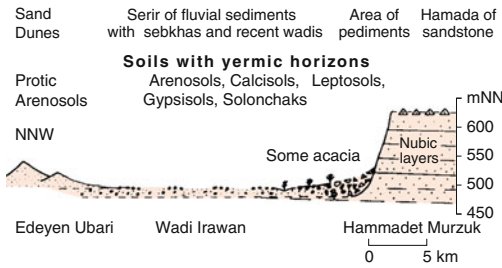 Sand Dunes
Serir of fluvial sediments with sebkhas and recent wadis
Area of pediments
Hamada of sandstone
Soils with yermic horizons
Protic Arenosols
Arenosols, Calcisols, Leptosols,
Gypsisols, Solonchaks
mNN
NNW
600
Nubic layers
550
Some acacia
500
450
Edeyen Ubari
Wadi Irawan
Hammadet Murzuk
0 5 km